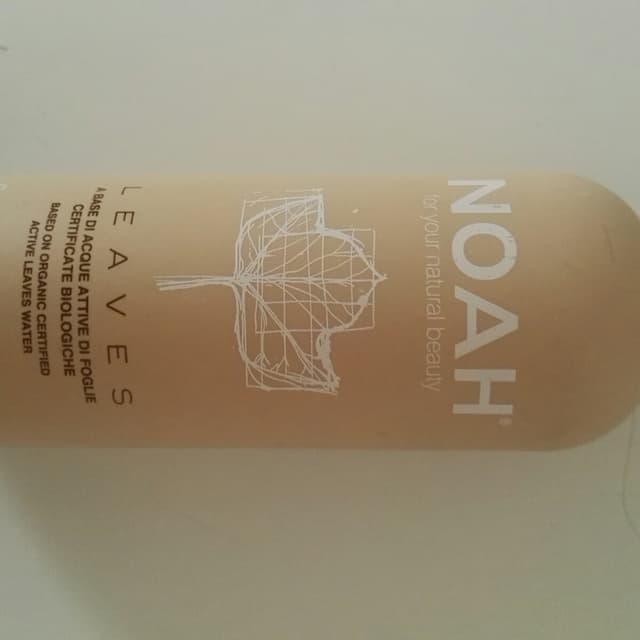 NOAH®
for your natural beauty
LEAVES
A BASE DI ACQUE ATTIVE DI FOGLIE
CERTIFICATE BIOLOGICHE
BASED ON ORGANIC CERTIFIED
ACTIVE LEAVES WATER